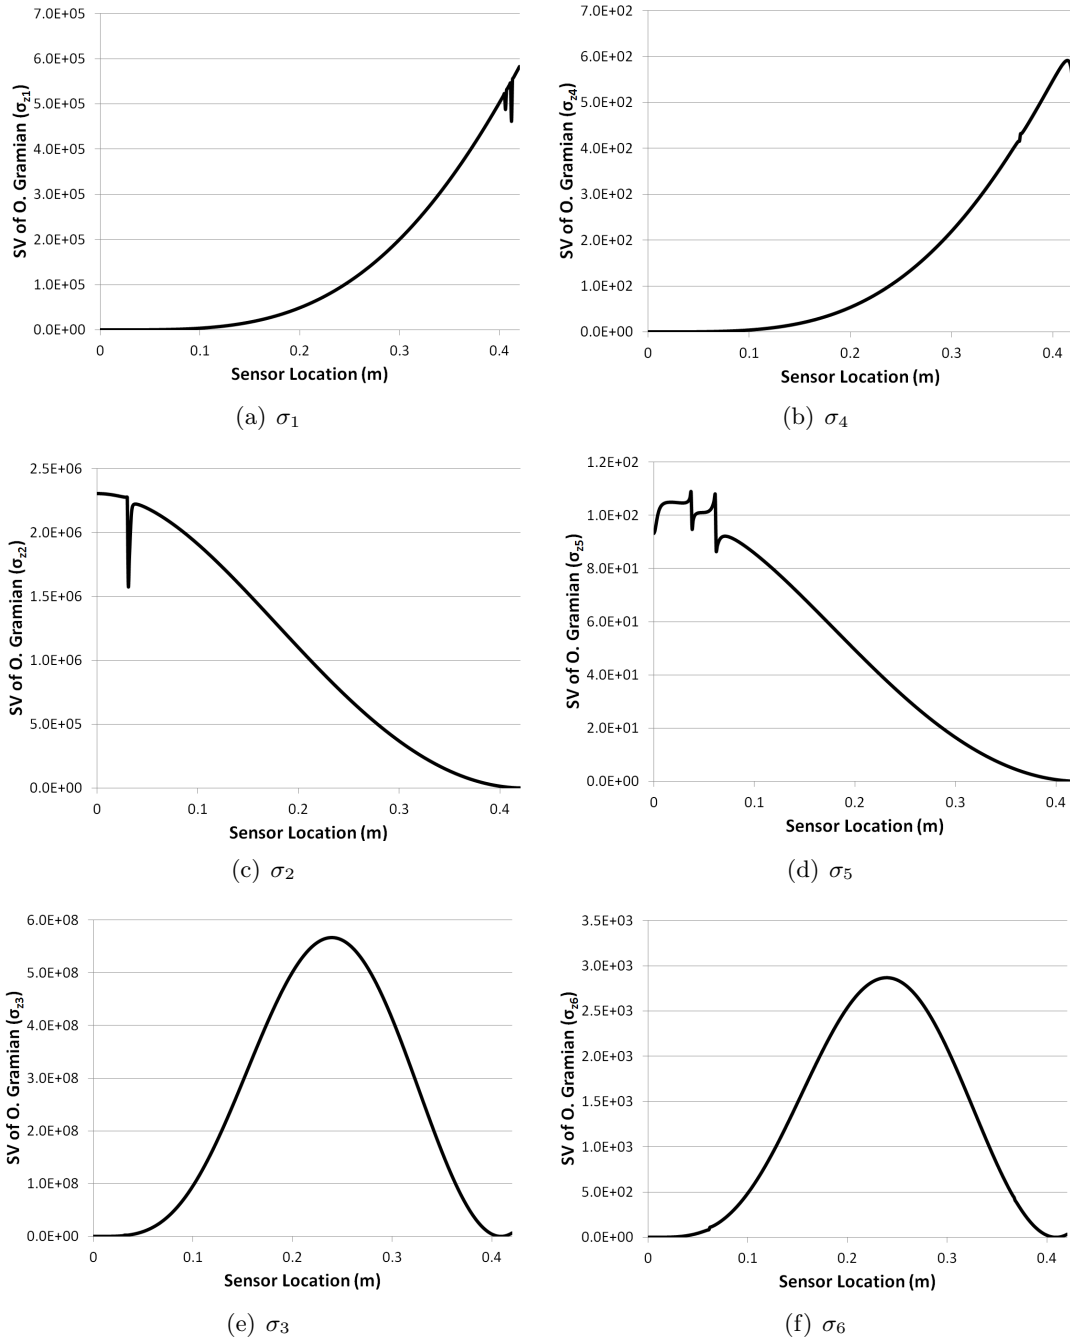 7.0E+05
6.0E+05
5.0E+05
4.0E+05
3.0E+05
2.0E+05
1.0E+05
0.0E+00
SV of O. Gramian (σz1)
0 0.1 0.2 0.3 0.4
Sensor Location (m)
(a) σ1
7.0E+02
6.0E+02
5.0E+02
4.0E+02
3.0E+02
2.0E+02
1.0E+02
0.0E+00
SV of O. Gramian (σz4)
0 0.1 0.2 0.3 0.4
Sensor Location (m)
(b) σ4
2.5E+06
2.0E+06
1.5E+06
1.0E+06
5.0E+05
0.0E+00
SV of O. Gramian (σz2)
0 0.1 0.2 0.3 0.4
Sensor Location (m)
(c) σ2
1.2E+02
1.0E+02
8.0E+01
6.0E+01
4.0E+01
2.0E+01
0.0E+00
SV of O. Gramian (σz5)
0 0.1 0.2 0.3 0.4
Sensor Location (m)
(d) σ5
6.0E+08
5.0E+08
4.0E+08
3.0E+08
2.0E+08
1.0E+08
0.0E+00
SV of O. Gramian (σz3)
0 0.1 0.2 0.3 0.4
Sensor Location (m)
(e) σ3
3.5E+03
3.0E+03
2.5E+03
2.0E+03
1.5E+03
1.0E+03
5.0E+02
0.0E+00
SV of O. Gramian (σz6)
0 0.1 0.2 0.3 0.4
Sensor Location (m)
(f) σ6